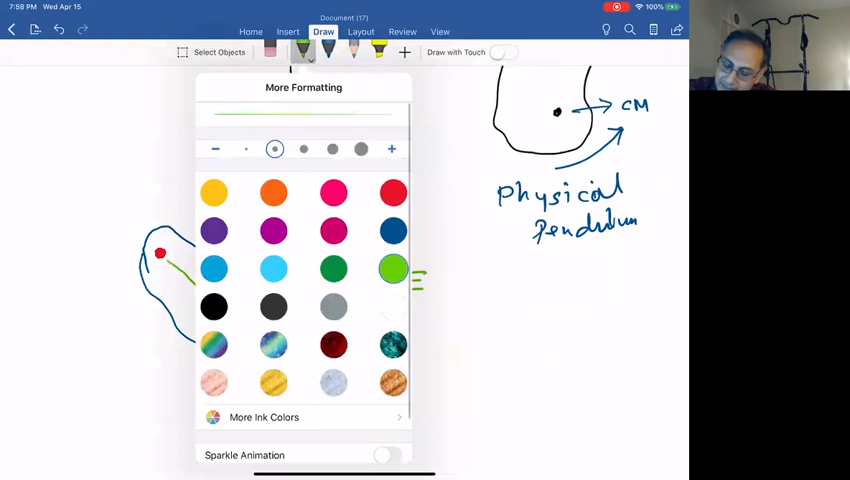 7:58 PM Wed Apr 15
100%
Document (17)
Home Insert Draw Layout Review View
Select Objects
Draw with Touch
More Formatting
CM
Physical
Pendulum
More Ink Colors
Sparkle Animation